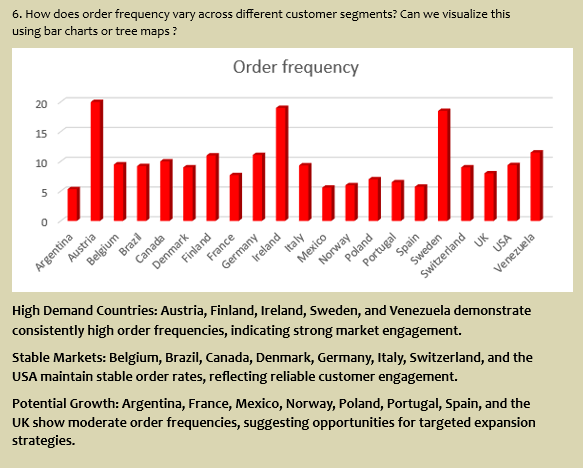 6. How does order frequency vary across different customer segments? Can we visualize this
using bar charts or tree maps ?
Order frequency
20
15
10
5
0
Argentina
Austria
Belgium
Brazil
Canada
Denmark
Finland
France
Germany
Ireland
Italy
Mexico
Norway
Poland
Portugal
Spain
Sweden
Switzerland
UK
USA
Venezuela
High Demand Countries: Austria, Finland, Ireland, Sweden, and Venezuela demonstrate
consistently high order frequencies, indicating strong market engagement.
Stable Markets: Belgium, Brazil, Canada, Denmark, Germany, Italy, Switzerland, and the
USA maintain stable order rates, reflecting reliable customer engagement.
Potential Growth: Argentina, France, Mexico, Norway, Poland, Portugal, Spain, and the
UK show moderate order frequencies, suggesting opportunities for targeted expansion
strategies.